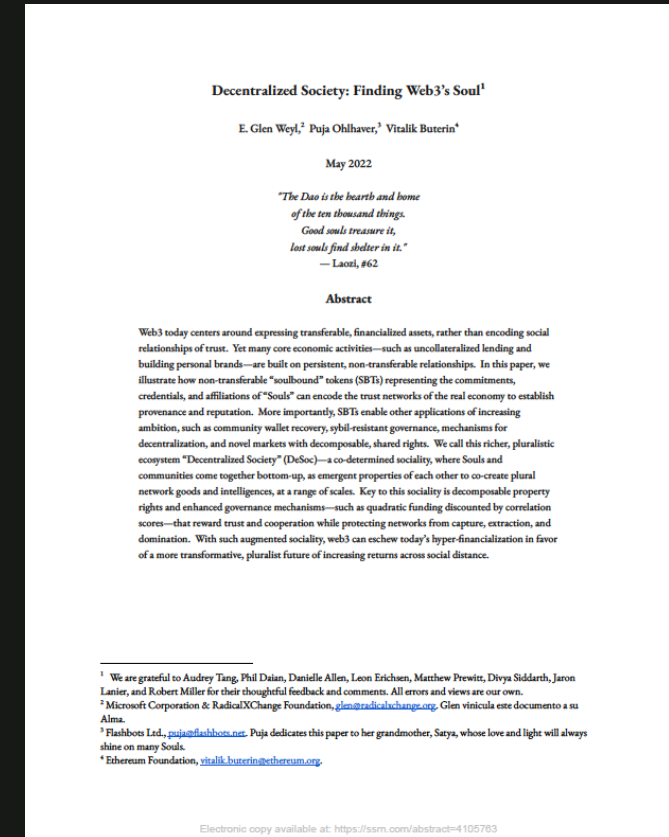 Decentralized Society: Finding Web3's Soul¹
E. Glen Weyl,² Puja Ohlhaver,³ Vitalik Buterin⁴
May 2022
"The Dao is the hearth and home
of the ten thousand things.
Good souls treasure it,
lost souls find shelter in it."
— Laozi, #62
Abstract
Web3 today centers around expressing transferable, financialized assets, rather than encoding social
relationships of trust. Yet many core economic activities—such as uncollateralized lending and
building personal brands—are built on persistent, non-transferable relationships. In this paper, we
illustrate how non-transferable "soulbound" tokens (SBTs) representing the commitments,
credentials, and affiliations of "Souls" can encode the trust networks of the real economy to establish
provenance and reputation. More importantly, SBTs enable other applications of increasing
ambition, such as community wallet recovery, sybil-resistant governance, mechanisms for
decentralization, and novel markets with decomposable, shared rights. We call this richer, pluralistic
ecosystem "Decentralized Society" (DeSoc)—a co-determined sociality, where Souls and
communities come together bottom-up, as emergent properties of each other to co-create plural
network goods and intelligences, at a range of scales. Key to this sociality is decomposable property
rights and enhanced governance mechanisms—such as quadratic funding discounted by correlation
scores—that reward trust and cooperation while protecting networks from capture, extraction, and
domination. With such augmented sociality, web3 can eschew today's hyper-financialization in favor
of a more transformative, pluralist future of increasing returns across social distance.
¹ We are grateful to Audrey Tang, Phil Daian, Danielle Allen, Leon Erichsen, Matthew Prewitt, Divya Siddarth, Jaron
Lanier, and Robert Miller for their thoughtful feedback and comments. All errors and views are our own.
² Microsoft Corporation & RadicalXChange Foundation, glen@radicalxchange.org. Glen vinicula este documento a su
Alma.
³ Flashbots Ltd., puja@flashbots.net. Puja dedicates this paper to her grandmother, Satya, whose love and light will always
shine on many Souls.
⁴ Ethereum Foundation, vitalik.buterin@ethereum.org.
Electronic copy available at: https://ssrn.com/abstract=4105763